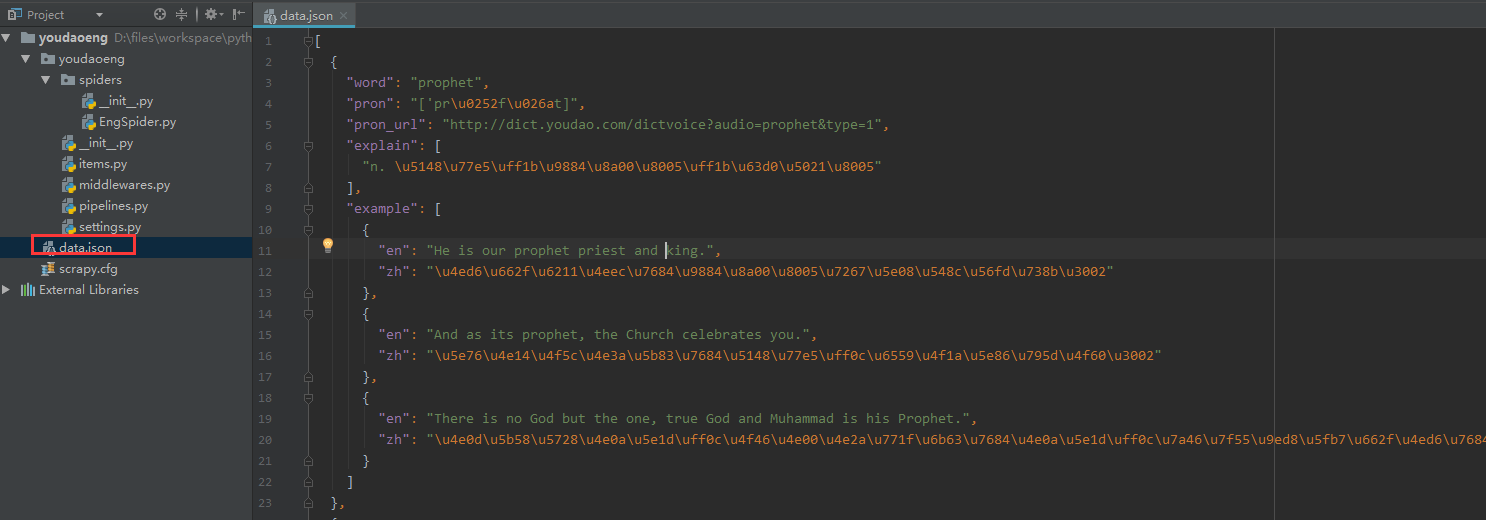 Project
data.json
youdaoeng D:\files\workspace\pyth
youdaoeng
spiders
__init__.py
EngSpider.py
__init__.py
items.py
middlewares.py
pipelines.py
settings.py
data.json
scrapy.cfg
External Libraries
1 [
2 {
3 "word": "prophet",
4 "pron": "['pr\u0252f\u026at]",
5 "pron_url": "http://dict.youdao.com/dictvoice?audio=prophet&type=1",
6 "explain": [
7 "n. \u5148\u77e5\uff1b\u9884\u8a00\u8005\uff1b\u63d0\u5021\u8005"
8 ],
9 "example": [
10 {
11 "en": "He is our prophet priest and king.",
12 "zh": "\u4ed6\u662f\u6211\u4eec\u7684\u9884\u8a00\u8005\u7267\u5e08\u548c\u56fd\u738b\u3002"
13 },
14 {
15 "en": "And as its prophet, the Church celebrates you.",
16 "zh": "\u5e76\u4e14\u4f5c\u4e3a\u5b83\u7684\u5148\u77e5\uff0c\u6559\u4f1a\u5e86\u795d\u4f60\u3002"
17 },
18 {
19 "en": "There is no God but the one, true God and Muhammad is his Prophet.",
20 "zh": "\u4e0d\u5b58\u5728\u4e0a\u5e1d\uff0c\u4f46\u4e00\u4e2a\u771f\u6b63\u7684\u4e0a\u5e1d\uff0c\u7a46\u7f55\u9ed8\u5fb7\u662f\u4ed6\u7684
21 }
22 ]
23 },